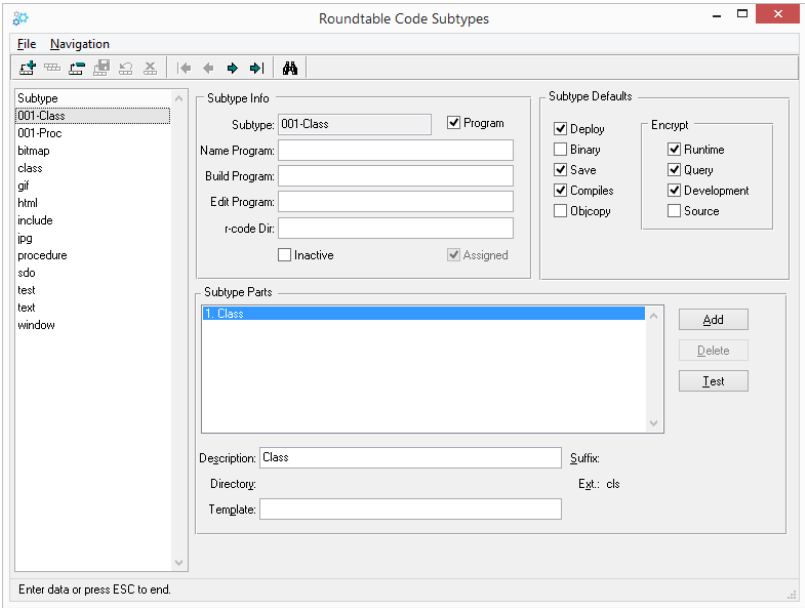 Roundtable Code Subtypes
File Navigation
Subtype
001-Class
001-Proc
bitmap
class
gif
html
include
jpg
procedure
sdo
test
text
window
Subtype Info
Subtype: 001-Class Program
Name Program:
Build Program:
Edit Program:
r-code Dir:
Inactive Assigned
Subtype Defaults
Deploy
Binary
Save
Compiles
Objcopy
Encrypt
Runtime
Query
Development
Source
Subtype Parts
1. Class
Add
Delete
Test
Description: Class Suffix:
Directory: Ext.: cls
Template:
Enter data or press ESC to end.